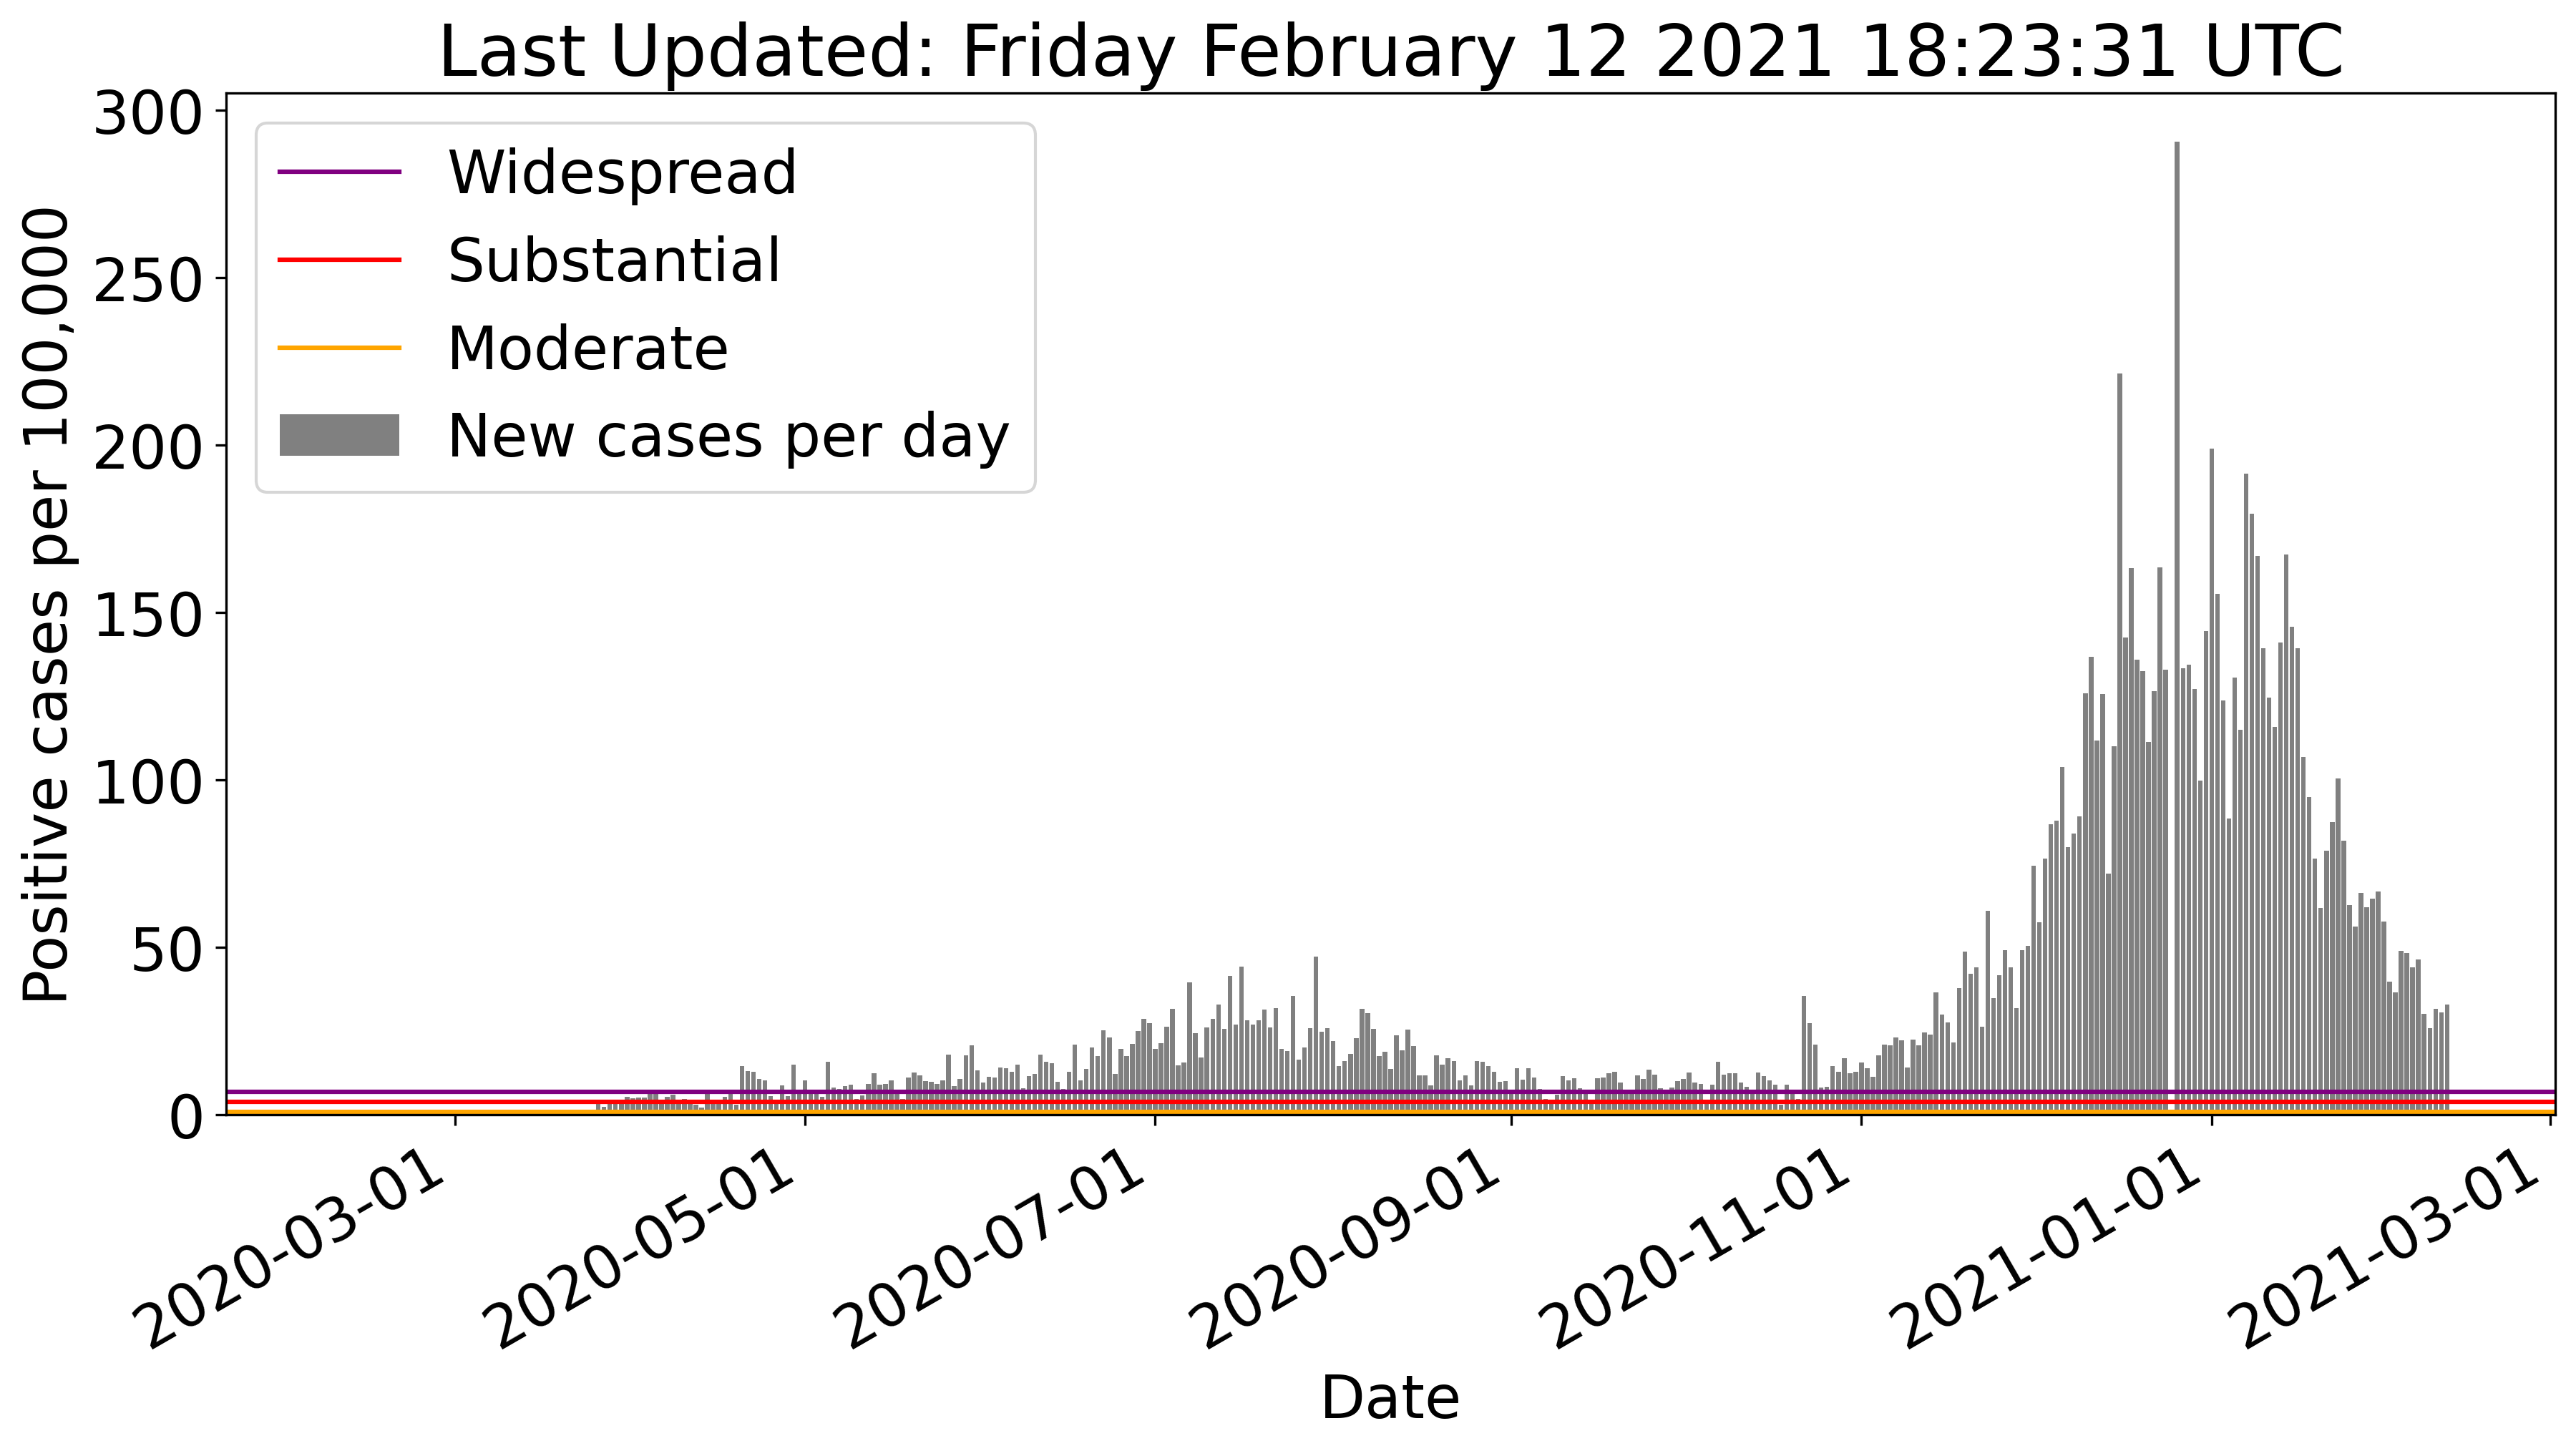 Last Updated: Friday February 12 2021 18:23:31 UTC
300
250
200
150
100
50
0
Positive cases per 100,000
Widespread
Substantial
Moderate
New cases per day
2020-03-01
2020-05-01
2020-07-01
2020-09-01
2020-11-01
2021-01-01
2021-03-01
Date